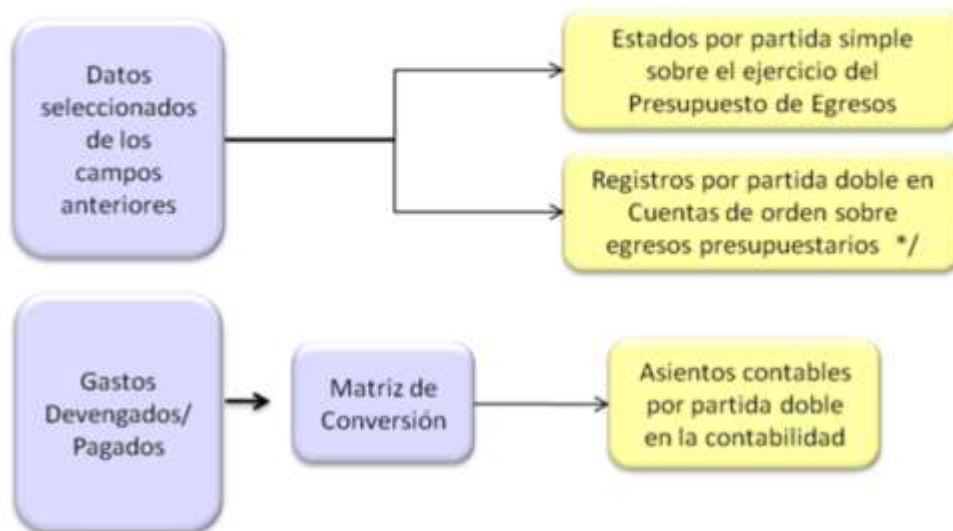 Datos
seleccionados
de los
campos
anteriores
Estados por partida simple
sobre el ejercicio del
Presupuesto de Egresos
Registros por partida doble en
Cuentas de orden sobre
egresos presupuestarios */
Gastos
Devengados/
Pagados
Matriz de
Conversión
Asientos contables
por partida doble
en la contabilidad